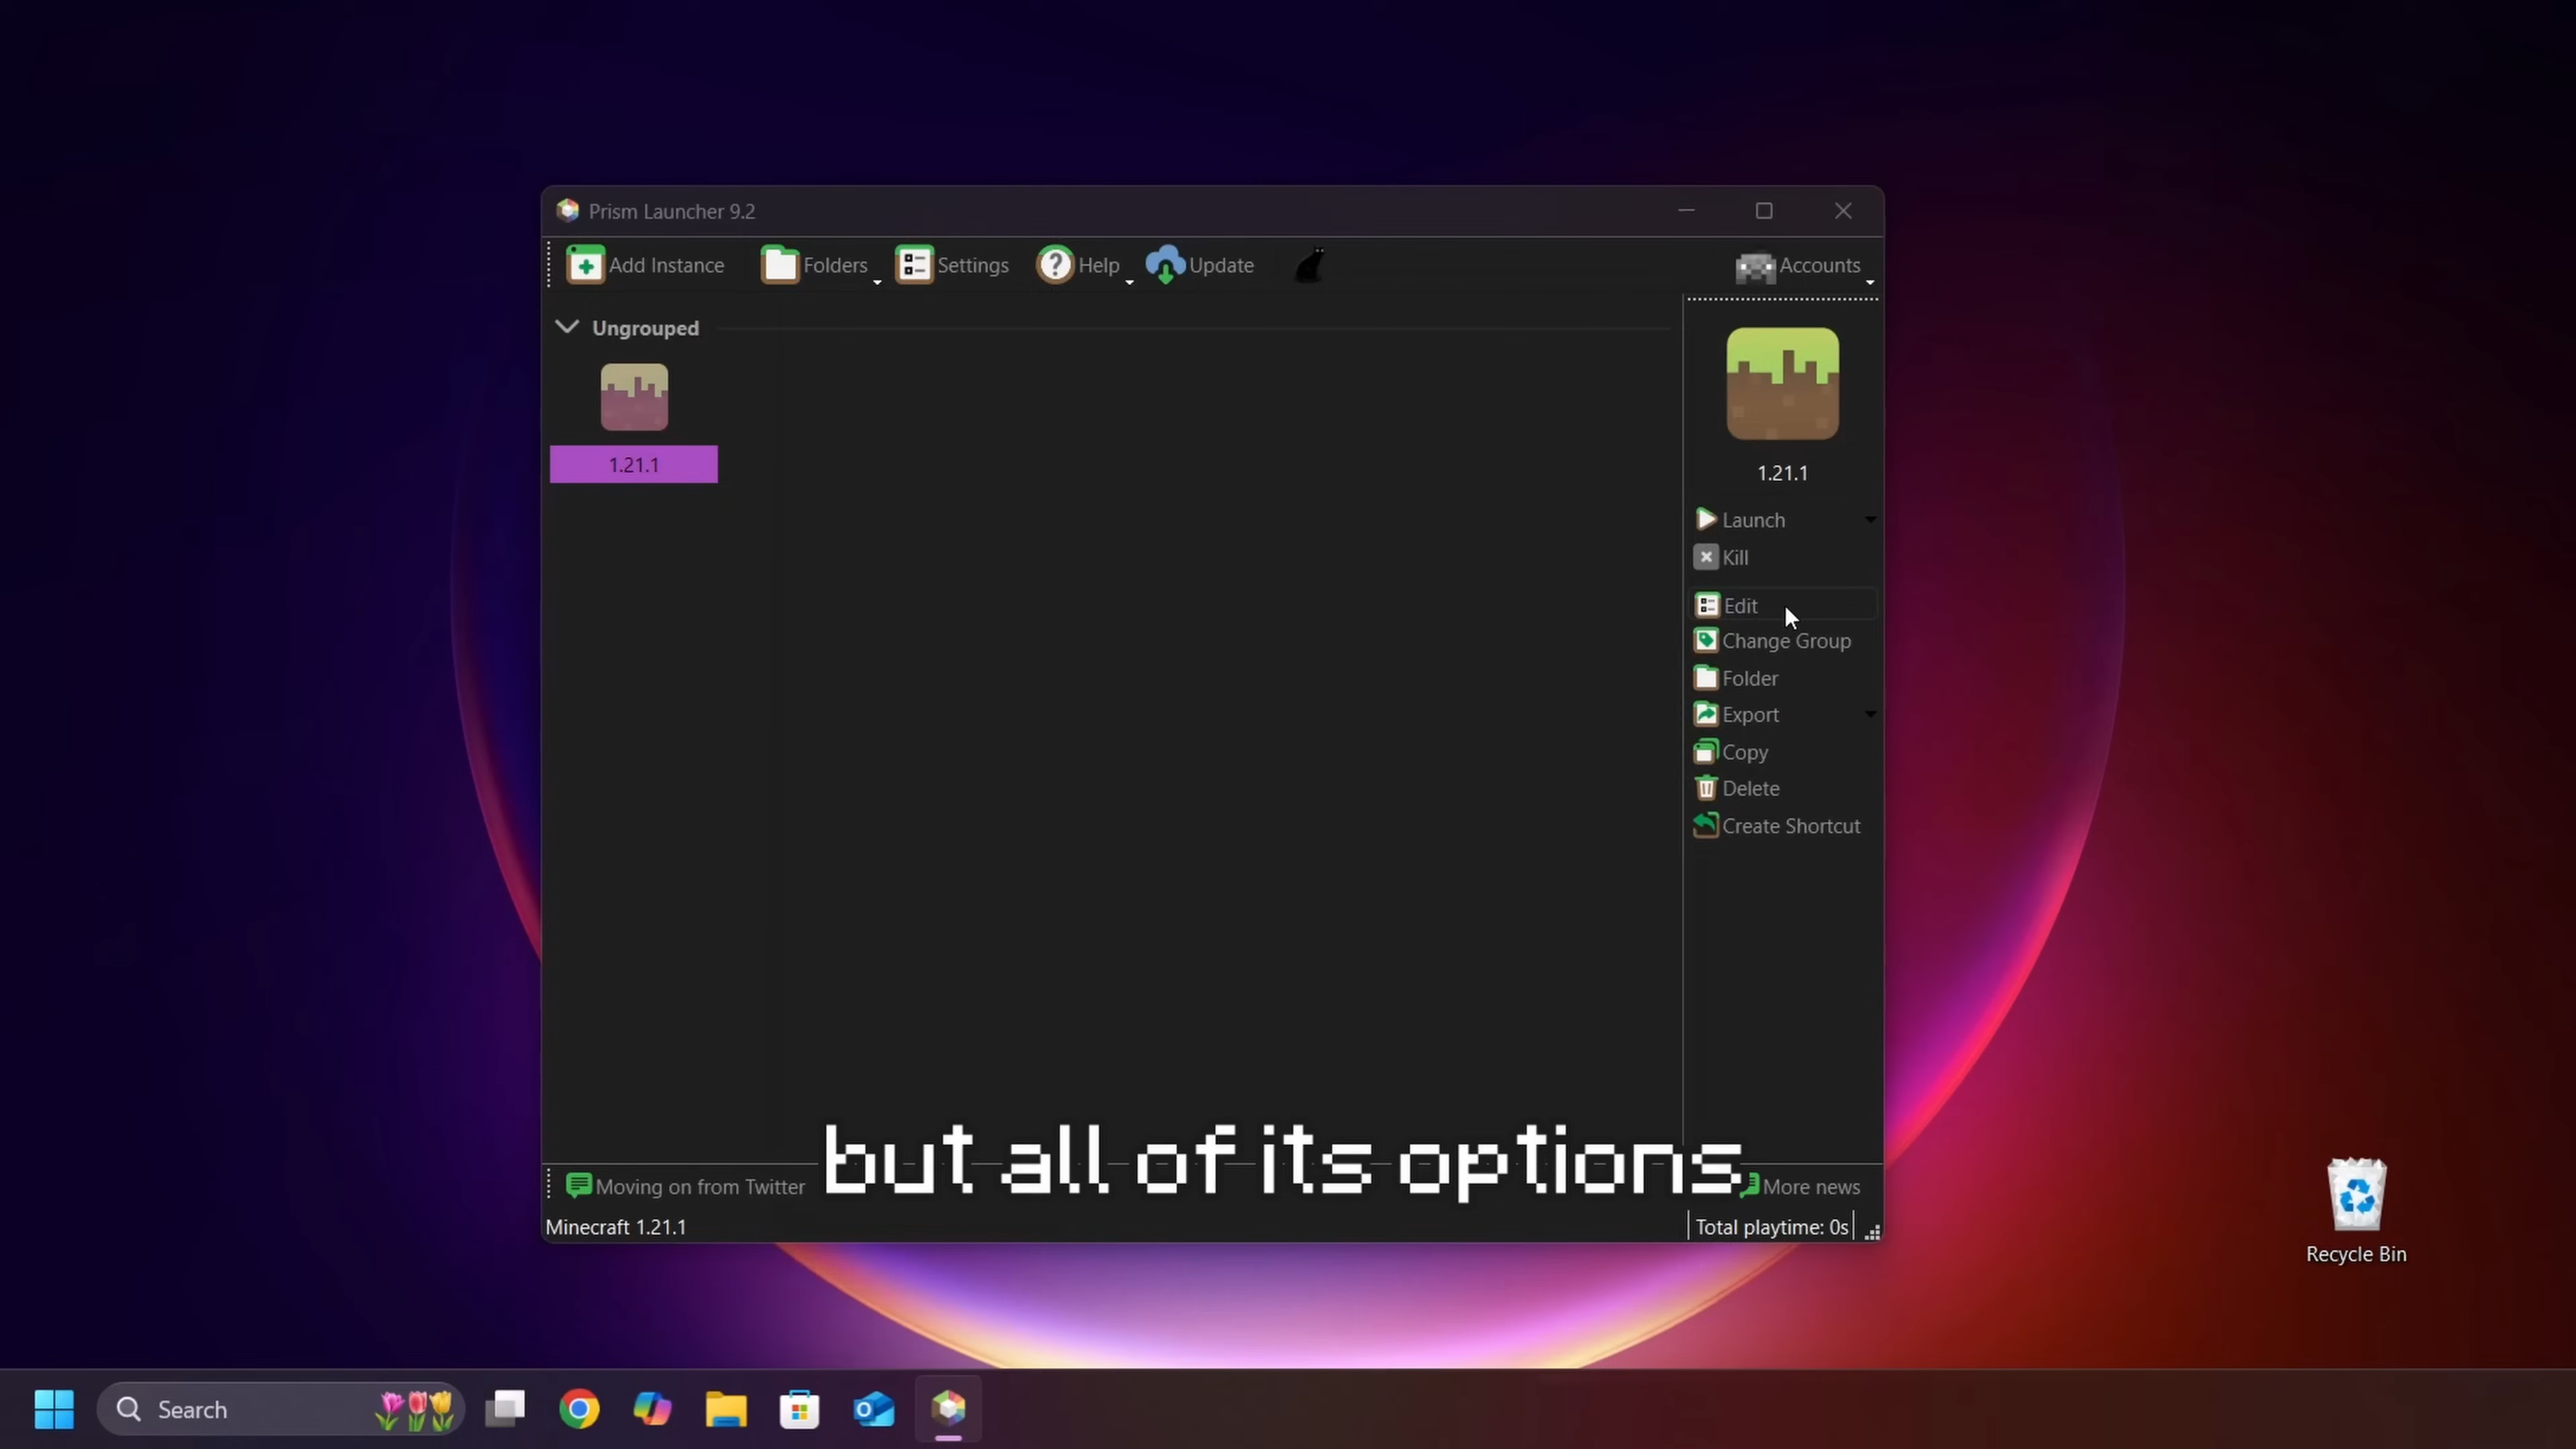 Prism Launcher 9.2
Add Instance Folders Settings Help Update Accounts
Ungrouped
1.21.1
1.21.1
Launch
Kill
Edit
Change Group
Folder
Export
Copy
Delete
Create Shortcut
but all of its options
Moving on from Twitter More news
Minecraft 1.21.1 Total playtime: 0s
Recycle Bin
Search